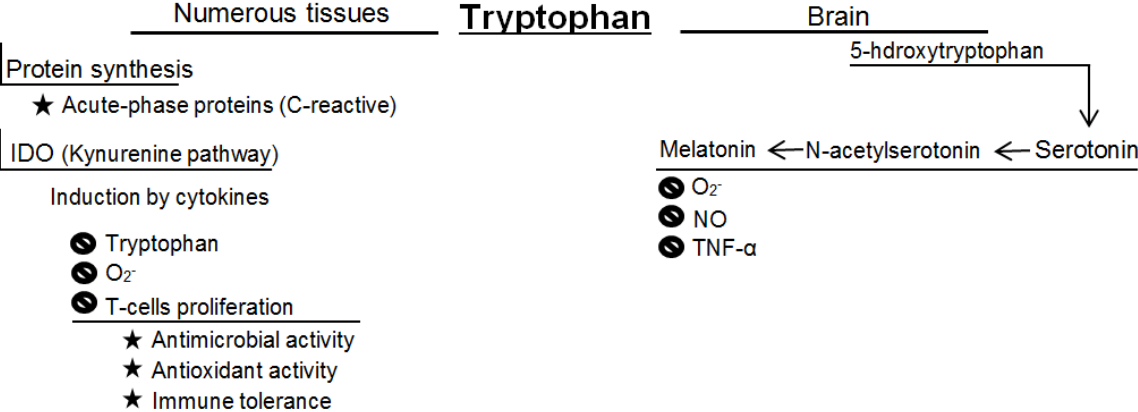 Tryptophan
Numerous tissues
Protein synthesis
★ Acute-phase proteins (C-reactive)
IDO (Kynurenine pathway)
Induction by cytokines
Tryptophan
O₂⁻
T-cells proliferation
★ Antimicrobial activity
★ Antioxidant activity
★ Immune tolerance
Brain
5-hdroxytryptophan
Melatonin ← N-acetylserotonin ← Serotonin
O₂⁻
NO
TNF-α